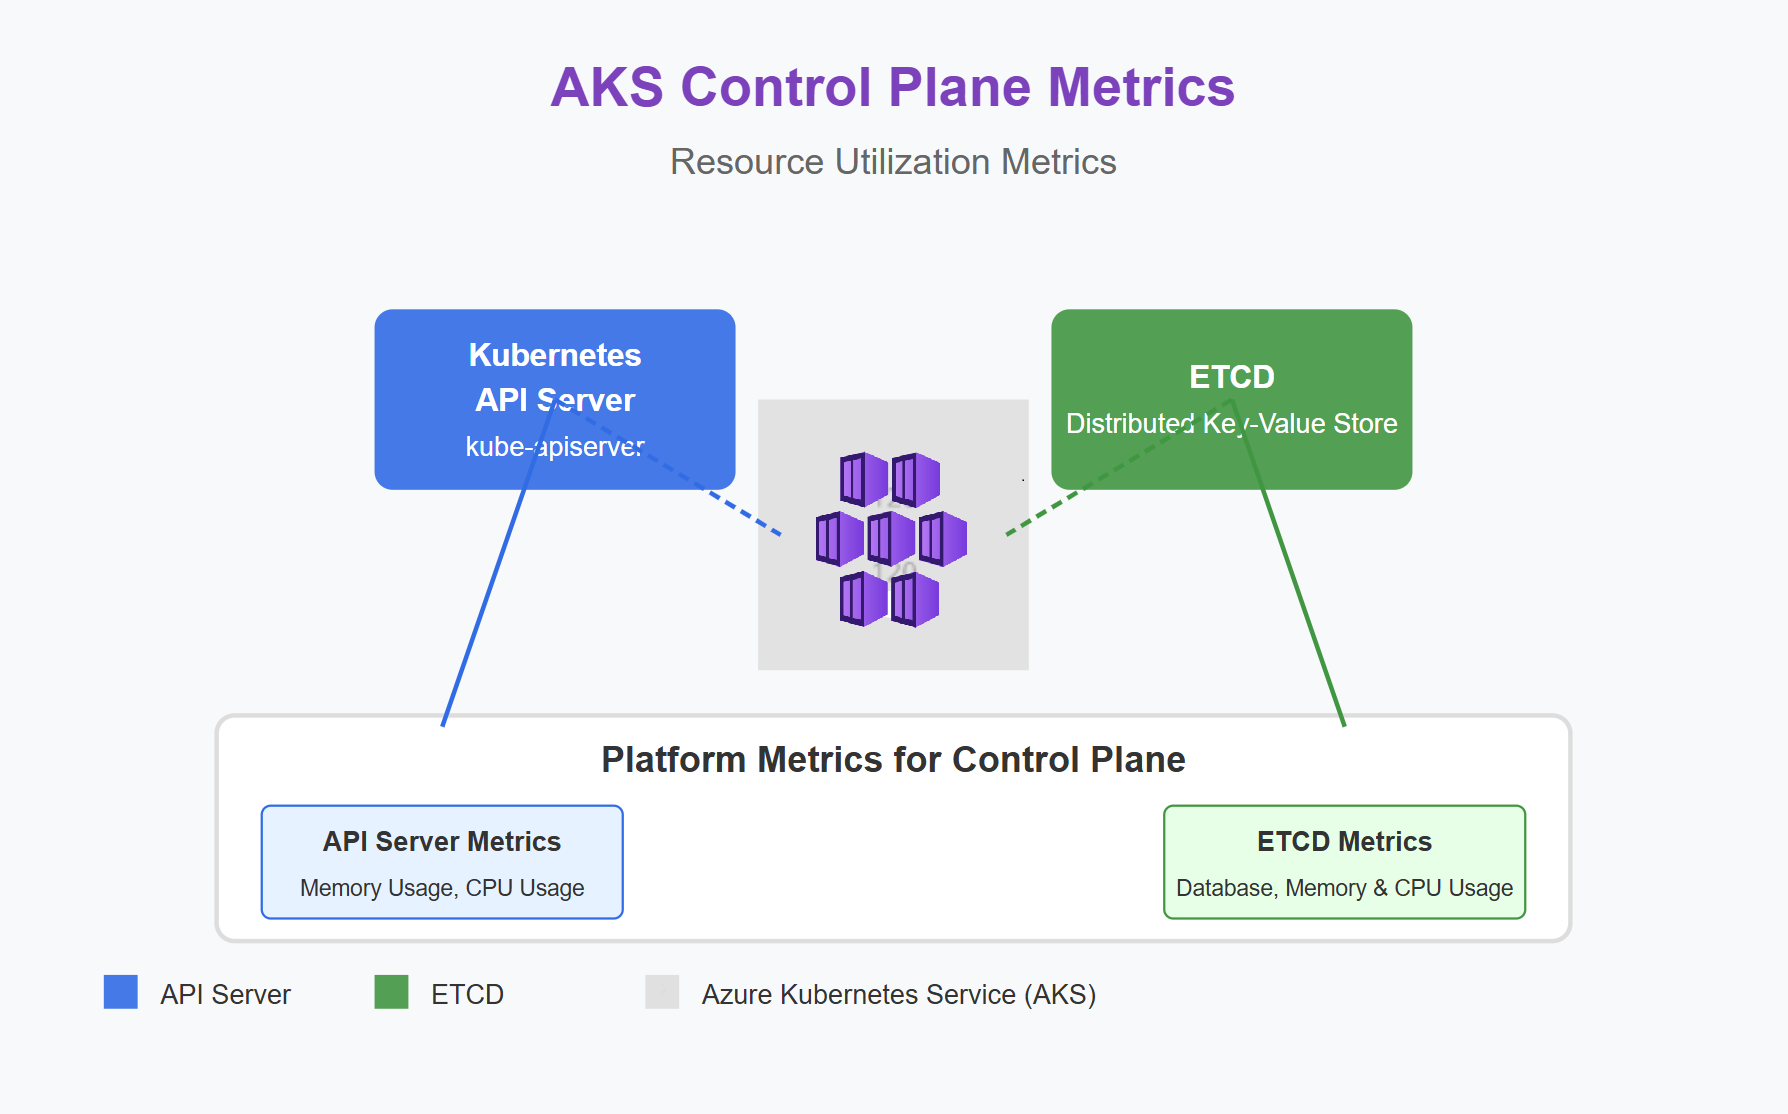 AKS Control Plane Metrics
Resource Utilization Metrics
Kubernetes
API Server
kube-apiserver
ETCD
Distributed Key-Value Store
120
Platform Metrics for Control Plane
API Server Metrics
Memory Usage, CPU Usage
ETCD Metrics
Database, Memory & CPU Usage
API Server
ETCD
Azure Kubernetes Service (AKS)